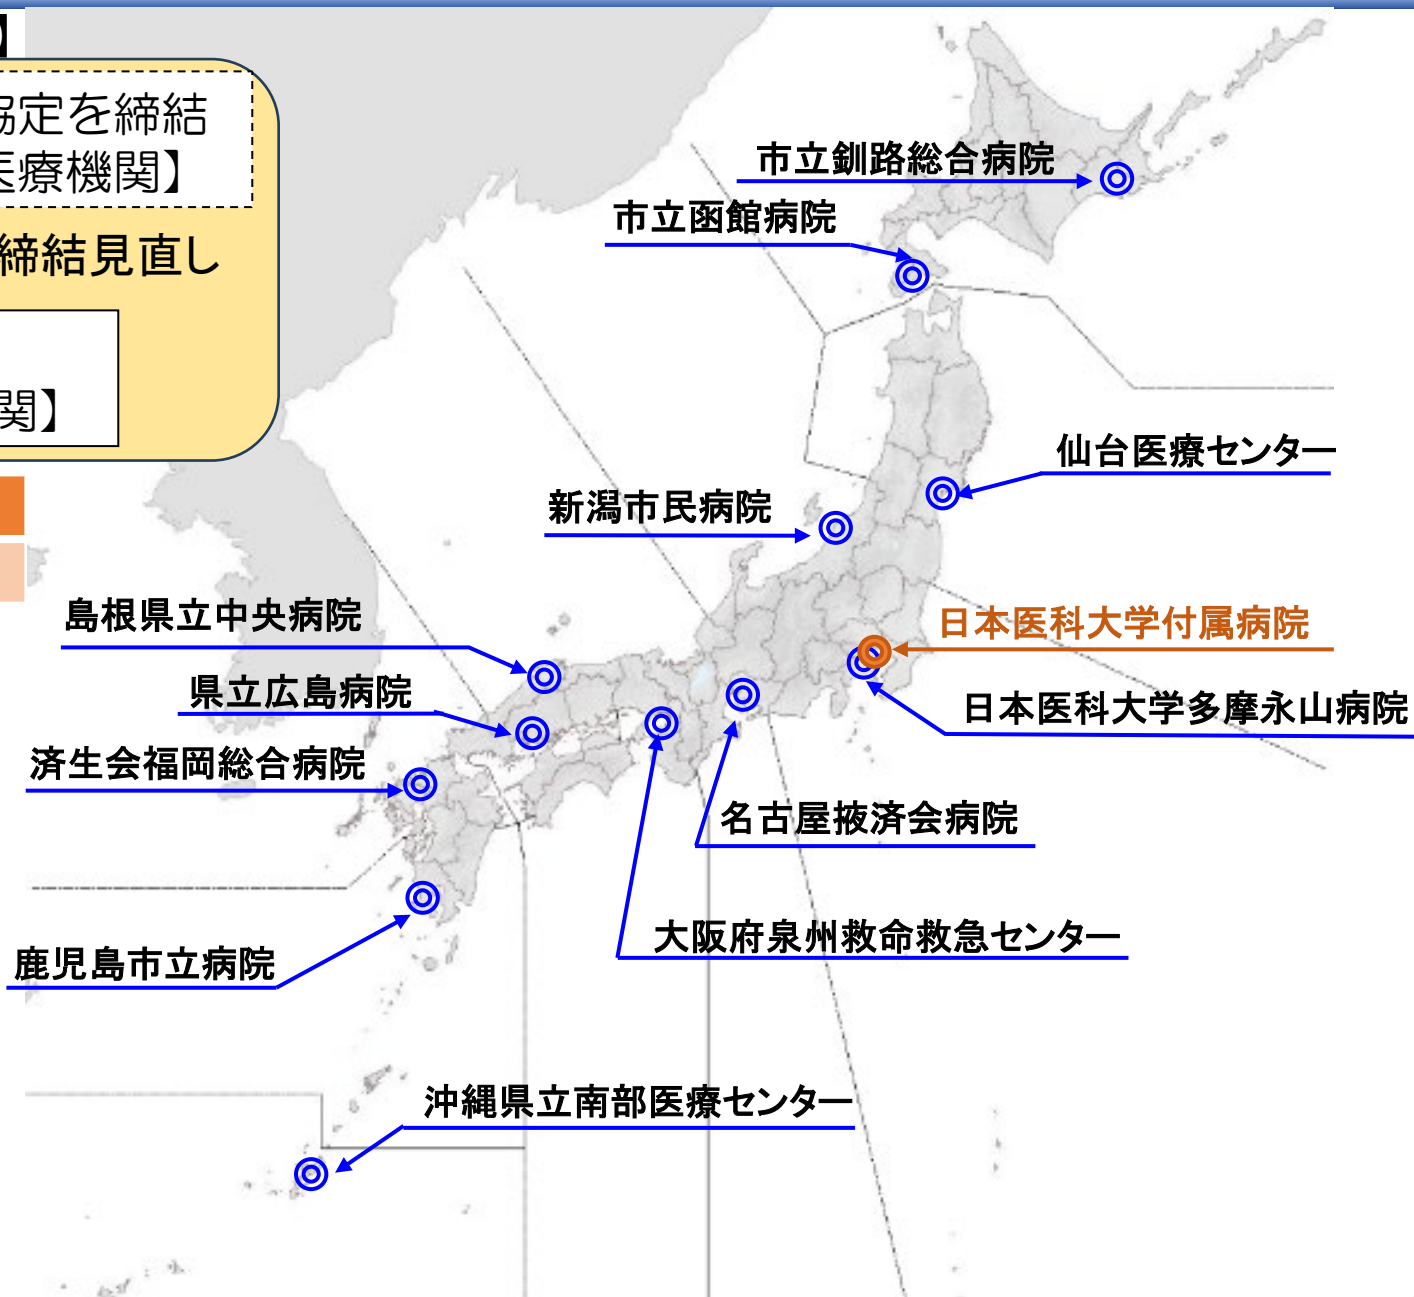 】
協定を締結
医療機関】
締結見直し
関】
市立釧路総合病院
市立函館病院
仙台医療センター
新潟市民病院
島根県立中央病院
日本医科大学付属病院
県立広島病院
日本医科大学多摩永山病院
済生会福岡総合病院
名古屋掖済会病院
大阪府泉州救命救急センター
鹿児島市立病院
沖縄県立南部医療センター